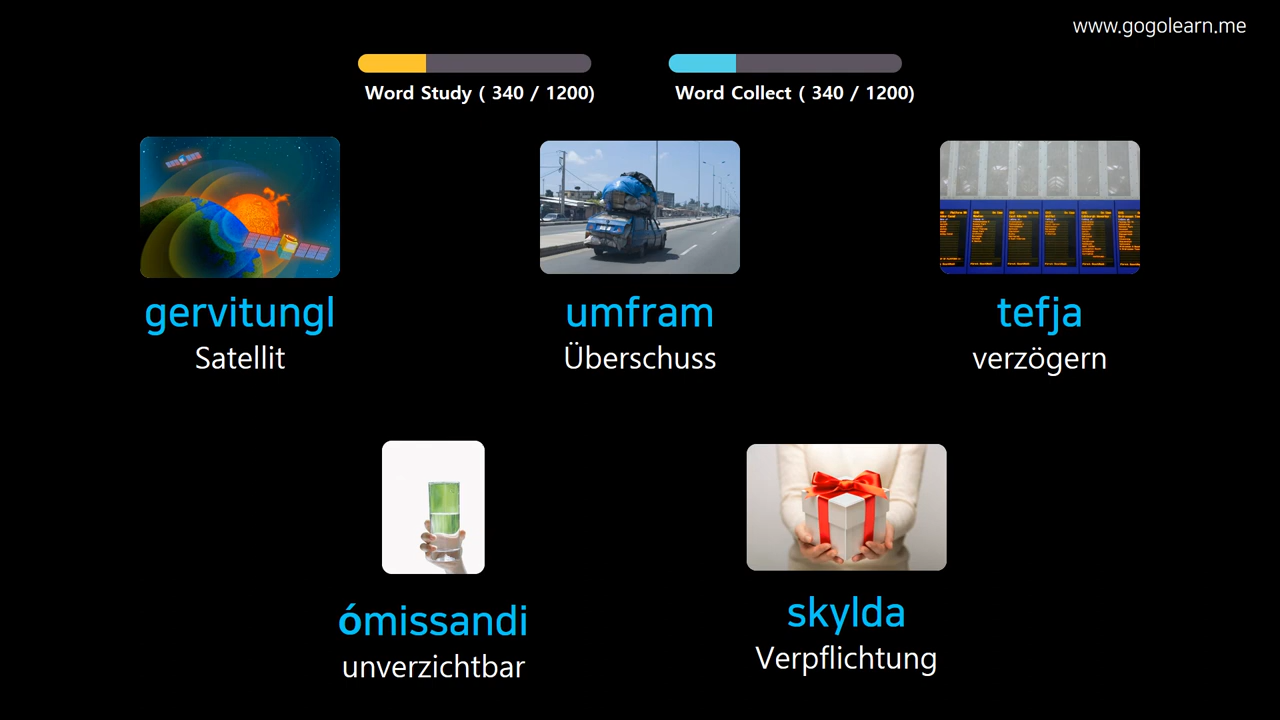 www.gogolearn.me
Word Study ( 340 / 1200)
Word Collect ( 340 / 1200)
gervitungl
Satellit
umfram
Überschuss
tefja
verzögern
ómissandi
unverzichtbar
skylda
Verpflichtung